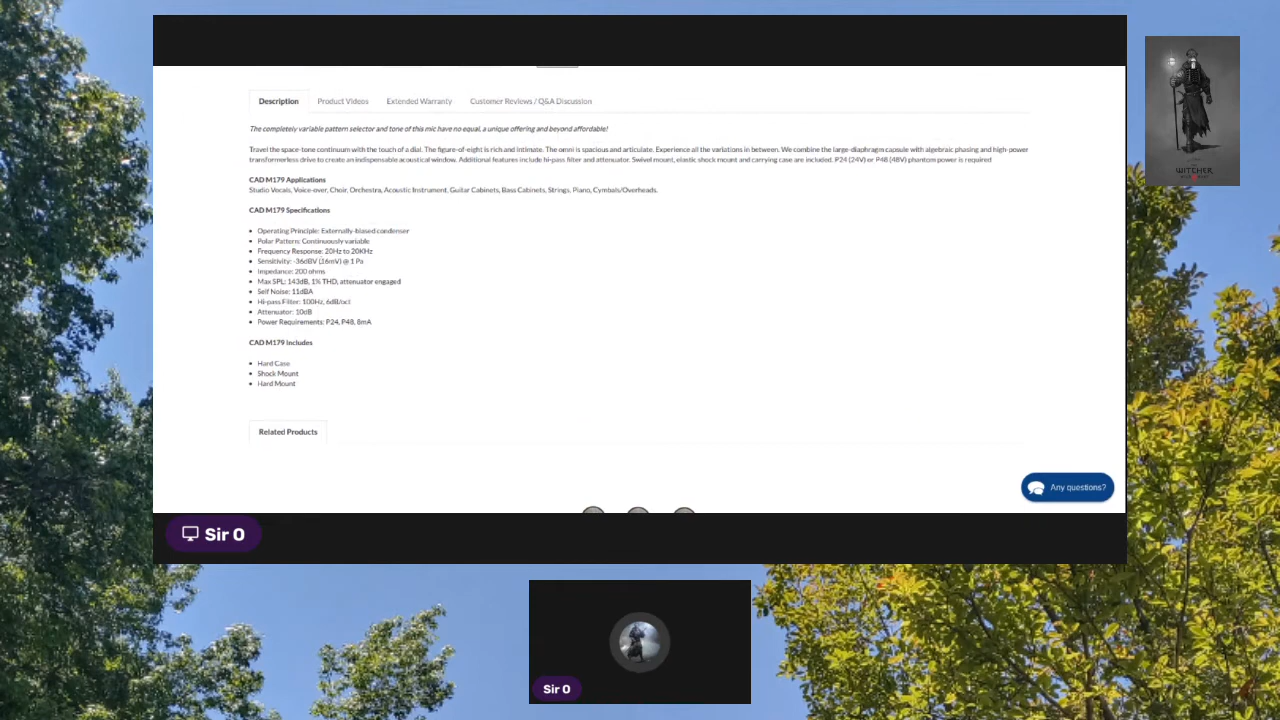 Description Product Videos Extended Warranty Customer Reviews / Q&A Discussion
The completely variable pattern selector and tone of this mic have no equal, a unique offering and beyond affordable!
Travel the space-tone continuum with the touch of a dial. The figure-of-eight is rich and intimate. The omni is spacious and articulate. Experience all the variations in between. We combine the large-diaphragm capsule with algebraic phasing and high-power
transformerless drive to create an indispensable acoustical window. Additional features include hi-pass filter and attenuator. Swivel mount, elastic shock mount and carrying case are included. P24 (24V) or P48 (48V) phantom power is required
CAD M179 Applications
Studio Vocals, Voice-over, Choir, Orchestra, Acoustic Instrument, Guitar Cabinets, Bass Cabinets, Strings, Piano, Cymbals/Overheads.
CAD M179 Specifications
• Operating Principle: Externally-biased condenser
• Polar Pattern: Continuously variable
• Frequency Response: 20Hz to 20KHz
• Sensitivity: -36dBV (16mV) @ 1 Pa
• Impedance: 200 ohms
• Max SPL: 143dB, 1% THD, attenuator engaged
• Self Noise: 11dBA
• Hi-pass Filter: 100Hz, 6dB/oct
• Attenuator: 10dB
• Power Requirements: P24, P48, 8mA
CAD M179 Includes
• Hard Case
• Shock Mount
• Hard Mount
Related Products
Any questions?
Sir O
Sir O
WITCHER